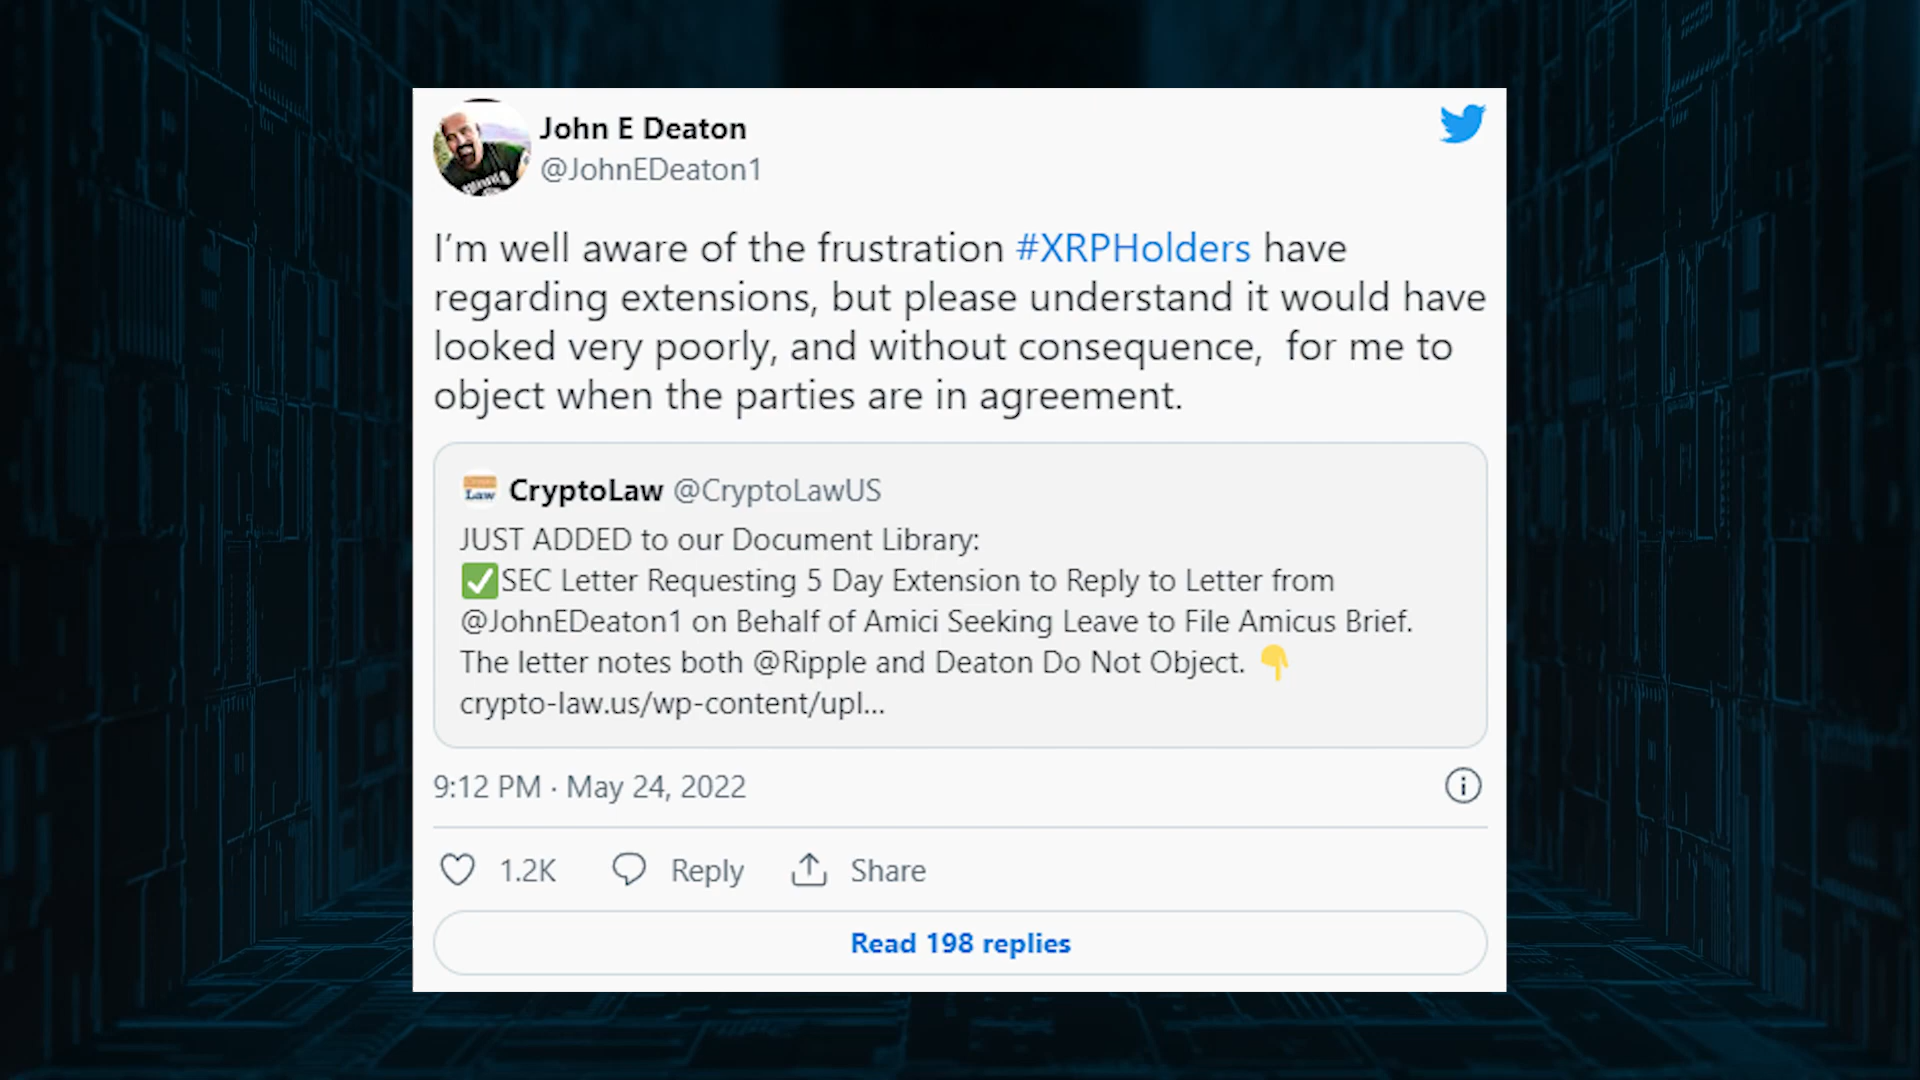 John E Deaton
@JohnEDeaton1
I’m well aware of the frustration #XRPHolders have
regarding extensions, but please understand it would have
looked very poorly, and without consequence,  for me to
object when the parties are in agreement.
Law
CryptoLaw @CryptoLawUS
JUST ADDED to our Document Library:
✅SEC Letter Requesting 5 Day Extension to Reply to Letter from
@JohnEDeaton1 on Behalf of Amici Seeking Leave to File Amicus Brief.
The letter notes both @Ripple and Deaton Do Not Object. 👇
crypto-law.us/wp-content/upl...
9:12 PM · May 24, 2022
1.2K Reply Share
Read 198 replies